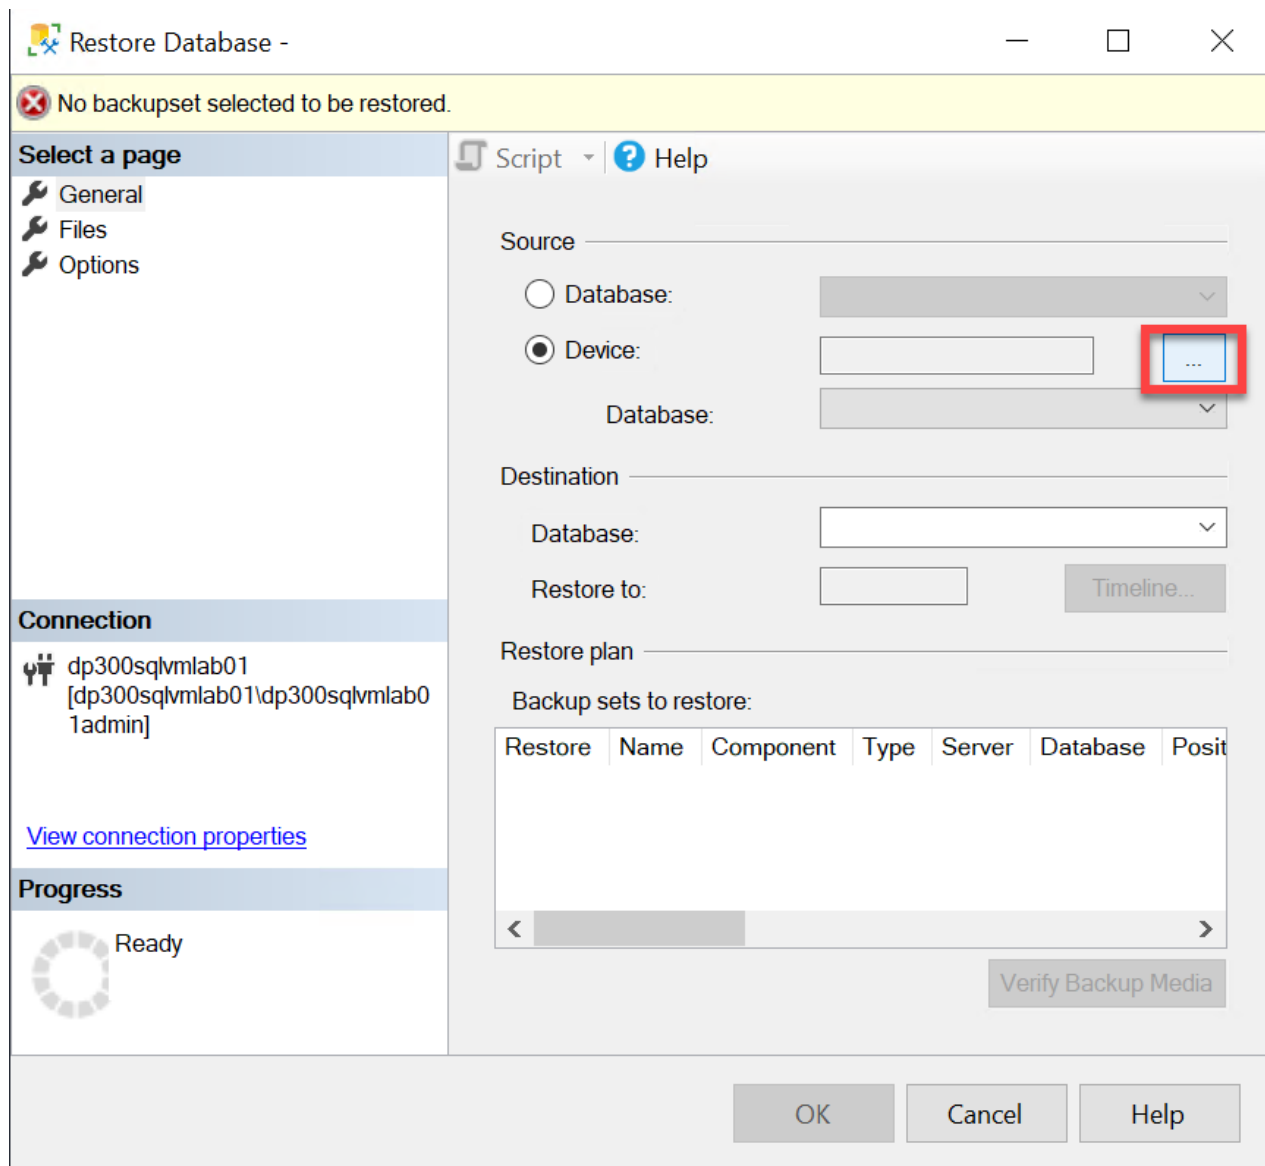 Restore Database -
No backupset selected to be restored.
Select a page
General
Files
Options
Script
Help
Source
Database:
Device:
...
Database:
Destination
Database:
Restore to:
Timeline...
Restore plan
Backup sets to restore:
Restore Name Component Type Server Database Posit
Verify Backup Media
Connection
dp300sqlvmlab01
[dp300sqlvmlab01\dp300sqlvmlab0
1admin]
View connection properties
Progress
Ready
OK Cancel Help